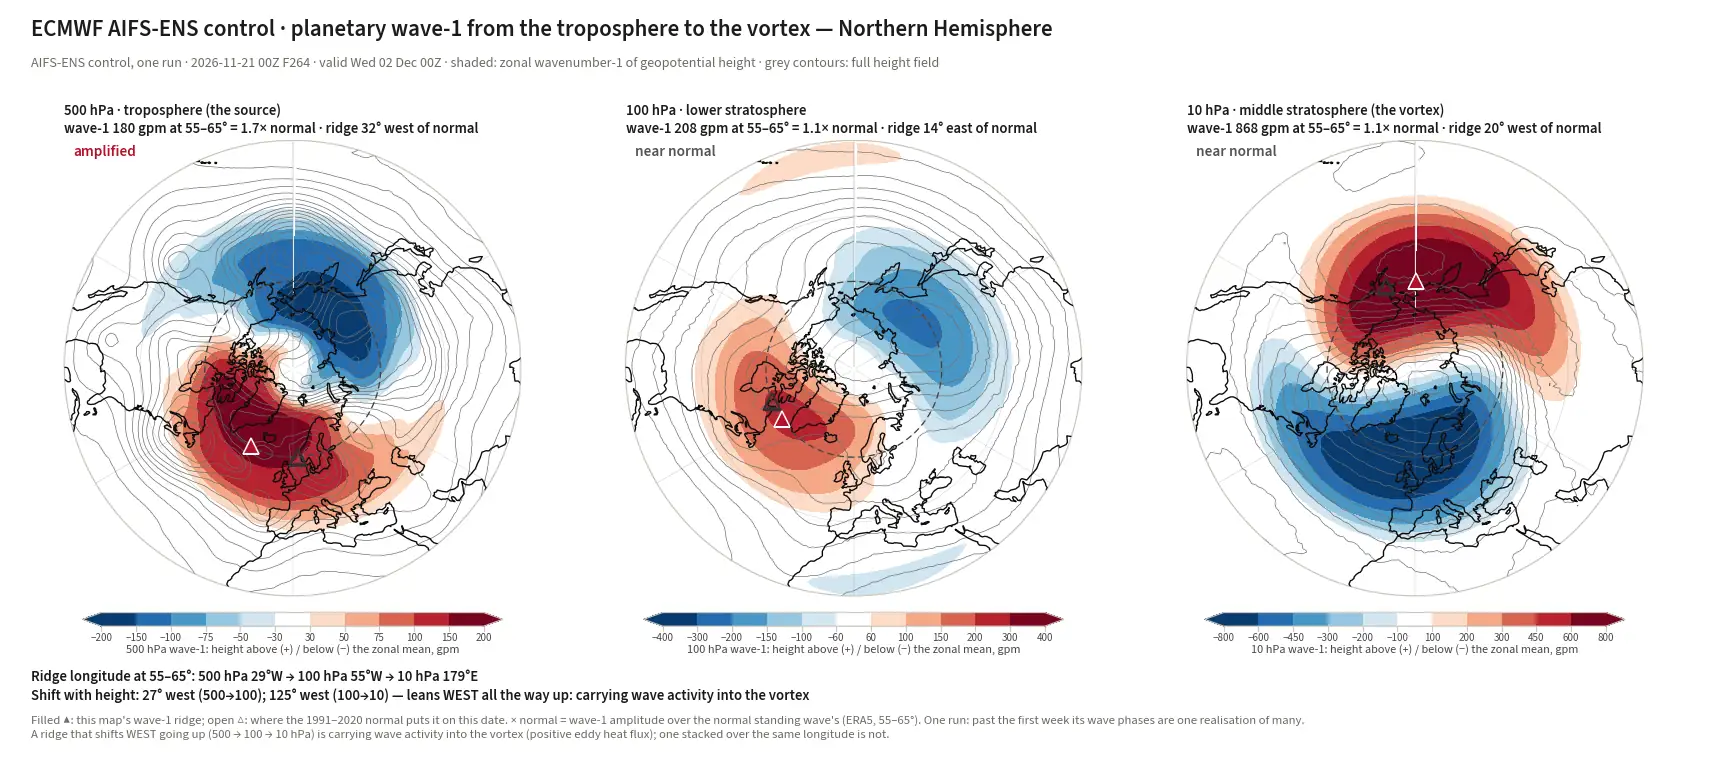 ECMWF AIFS-ENS control · planetary wave-1 from the troposphere to the vortex — Northern Hemisphere
AIFS-ENS control, one run · 2026-11-21 00Z F264 · valid Wed 02 Dec 00Z · shaded: zonal wavenumber-1 of geopotential height · grey contours: full height field
500 hPa · troposphere (the source)
wave-1 180 gpm at 55–65° = 1.7× normal · ridge 32° west of normal
amplified
100 hPa · lower stratosphere
wave-1 208 gpm at 55–65° = 1.1× normal · ridge 14° east of normal
near normal
10 hPa · middle stratosphere (the vortex)
wave-1 868 gpm at 55–65° = 1.1× normal · ridge 20° west of normal
near normal
−200 −150 −100 −75 −50 −30 30 50 75 100 150 200
500 hPa wave-1: height above (+) / below (−) the zonal mean, gpm
−400 −300 −200 −150 −100 −60 60 100 150 200 300 400
100 hPa wave-1: height above (+) / below (−) the zonal mean, gpm
−800 −600 −450 −300 −200 −100 100 200 300 450 600 800
10 hPa wave-1: height above (+) / below (−) the zonal mean, gpm
Ridge longitude at 55–65°: 500 hPa 29°W → 100 hPa 55°W → 10 hPa 179°E
Shift with height: 27° west (500→100); 125° west (100→10) — leans WEST all the way up: carrying wave activity into the vortex
Filled ▲: this map's wave-1 ridge; open △: where the 1991–2020 normal puts it on this date. × normal = wave-1 amplitude over the normal standing wave's (ERA5, 55–65°). One run: past the first week its wave phases are one realisation of many.
A ridge that shifts WEST going up (500 → 100 → 10 hPa) is carrying wave activity into the vortex (positive eddy heat flux); one stacked over the same longitude is not.